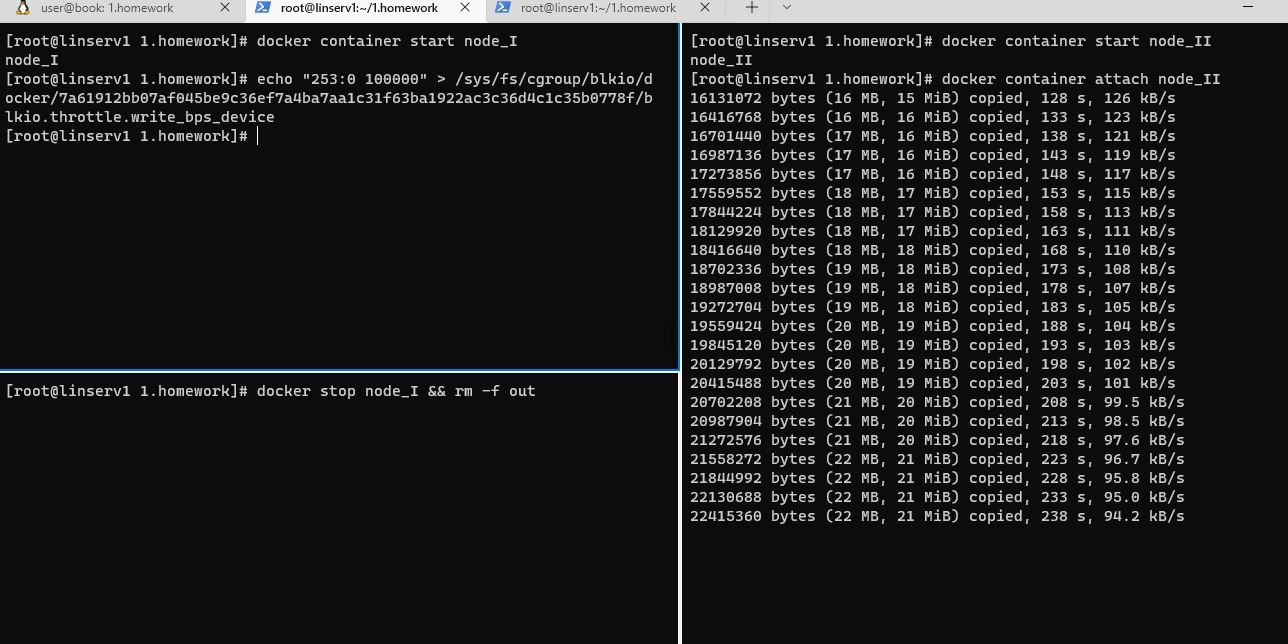 user@book: 1.homework
root@linserv1:~/1.homework
root@linserv1:~/1.homework
[root@linserv1 1.homework]# docker container start node_I
node_I
[root@linserv1 1.homework]# echo "253:0 100000" > /sys/fs/cgroup/blkio/d
ocker/7a61912bb07af045be9c36ef7a4ba7aa1c31f63ba1922ac3c36d4c1c35b0778f/b
lkio.throttle.write_bps_device
[root@linserv1 1.homework]#
[root@linserv1 1.homework]# docker stop node_I && rm -f out
[root@linserv1 1.homework]# docker container start node_II
node_II
[root@linserv1 1.homework]# docker container attach node_II
16131072 bytes (16 MB, 15 MiB) copied, 128 s, 126 kB/s
16416768 bytes (16 MB, 16 MiB) copied, 133 s, 123 kB/s
16701440 bytes (17 MB, 16 MiB) copied, 138 s, 121 kB/s
16987136 bytes (17 MB, 16 MiB) copied, 143 s, 119 kB/s
17273856 bytes (17 MB, 16 MiB) copied, 148 s, 117 kB/s
17559552 bytes (18 MB, 17 MiB) copied, 153 s, 115 kB/s
17844224 bytes (18 MB, 17 MiB) copied, 158 s, 113 kB/s
18129920 bytes (18 MB, 17 MiB) copied, 163 s, 111 kB/s
18416640 bytes (18 MB, 18 MiB) copied, 168 s, 110 kB/s
18702336 bytes (19 MB, 18 MiB) copied, 173 s, 108 kB/s
18987008 bytes (19 MB, 18 MiB) copied, 178 s, 107 kB/s
19272704 bytes (19 MB, 18 MiB) copied, 183 s, 105 kB/s
19559424 bytes (20 MB, 19 MiB) copied, 188 s, 104 kB/s
19845120 bytes (20 MB, 19 MiB) copied, 193 s, 103 kB/s
20129792 bytes (20 MB, 19 MiB) copied, 198 s, 102 kB/s
20415488 bytes (20 MB, 19 MiB) copied, 203 s, 101 kB/s
20702208 bytes (21 MB, 20 MiB) copied, 208 s, 99.5 kB/s
20987904 bytes (21 MB, 20 MiB) copied, 213 s, 98.5 kB/s
21272576 bytes (21 MB, 20 MiB) copied, 218 s, 97.6 kB/s
21558272 bytes (22 MB, 21 MiB) copied, 223 s, 96.7 kB/s
21844992 bytes (22 MB, 21 MiB) copied, 228 s, 95.8 kB/s
22130688 bytes (22 MB, 21 MiB) copied, 233 s, 95.0 kB/s
22415360 bytes (22 MB, 21 MiB) copied, 238 s, 94.2 kB/s